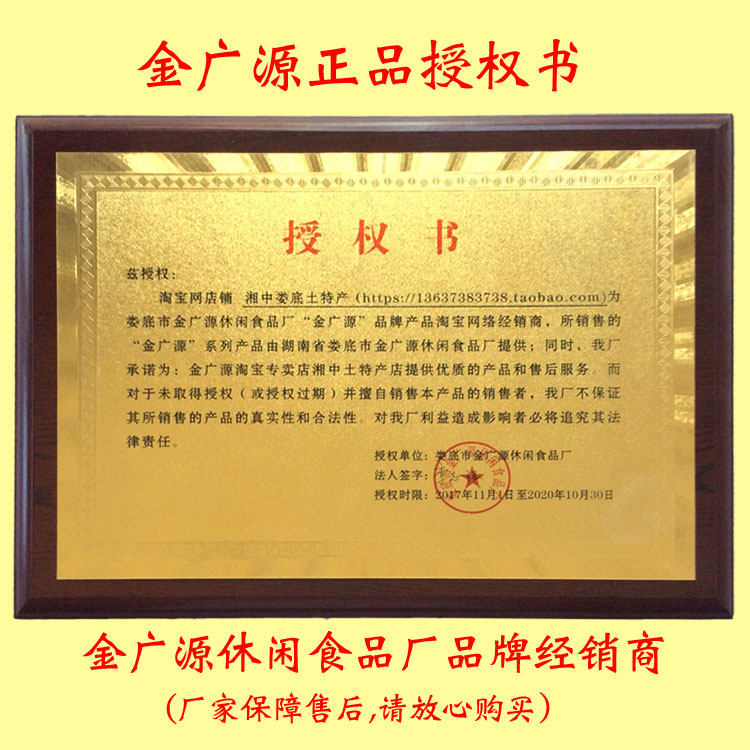 金广源正品授权书
授权书
兹授权：
淘宝网店铺 湘中娄底土特产(https://13637383738.taobao.com)为
娄底市金广源休闲食品厂“金广源”品牌产品淘宝网络经销商，所销售的
“金广源”系列产品由湖南省娄底市金广源休闲食品厂提供；同时，我厂
承诺为：金广源淘宝专卖店湘中土特产店提供优质的产品和售后服务。而
对于未取得授权（或授权过期）并擅自销售本产品的销售者，我厂不保证
其所销售的产品的真实性和合法性。对我厂利益造成影响者必将追究其法
律责任。
授权单位：娄底市金广源休闲食品厂
法人签字：
授权时限：2017年11月1日至2020年10月30日
金广源休闲食品厂品牌经销商
(厂家保障售后,请放心购买)